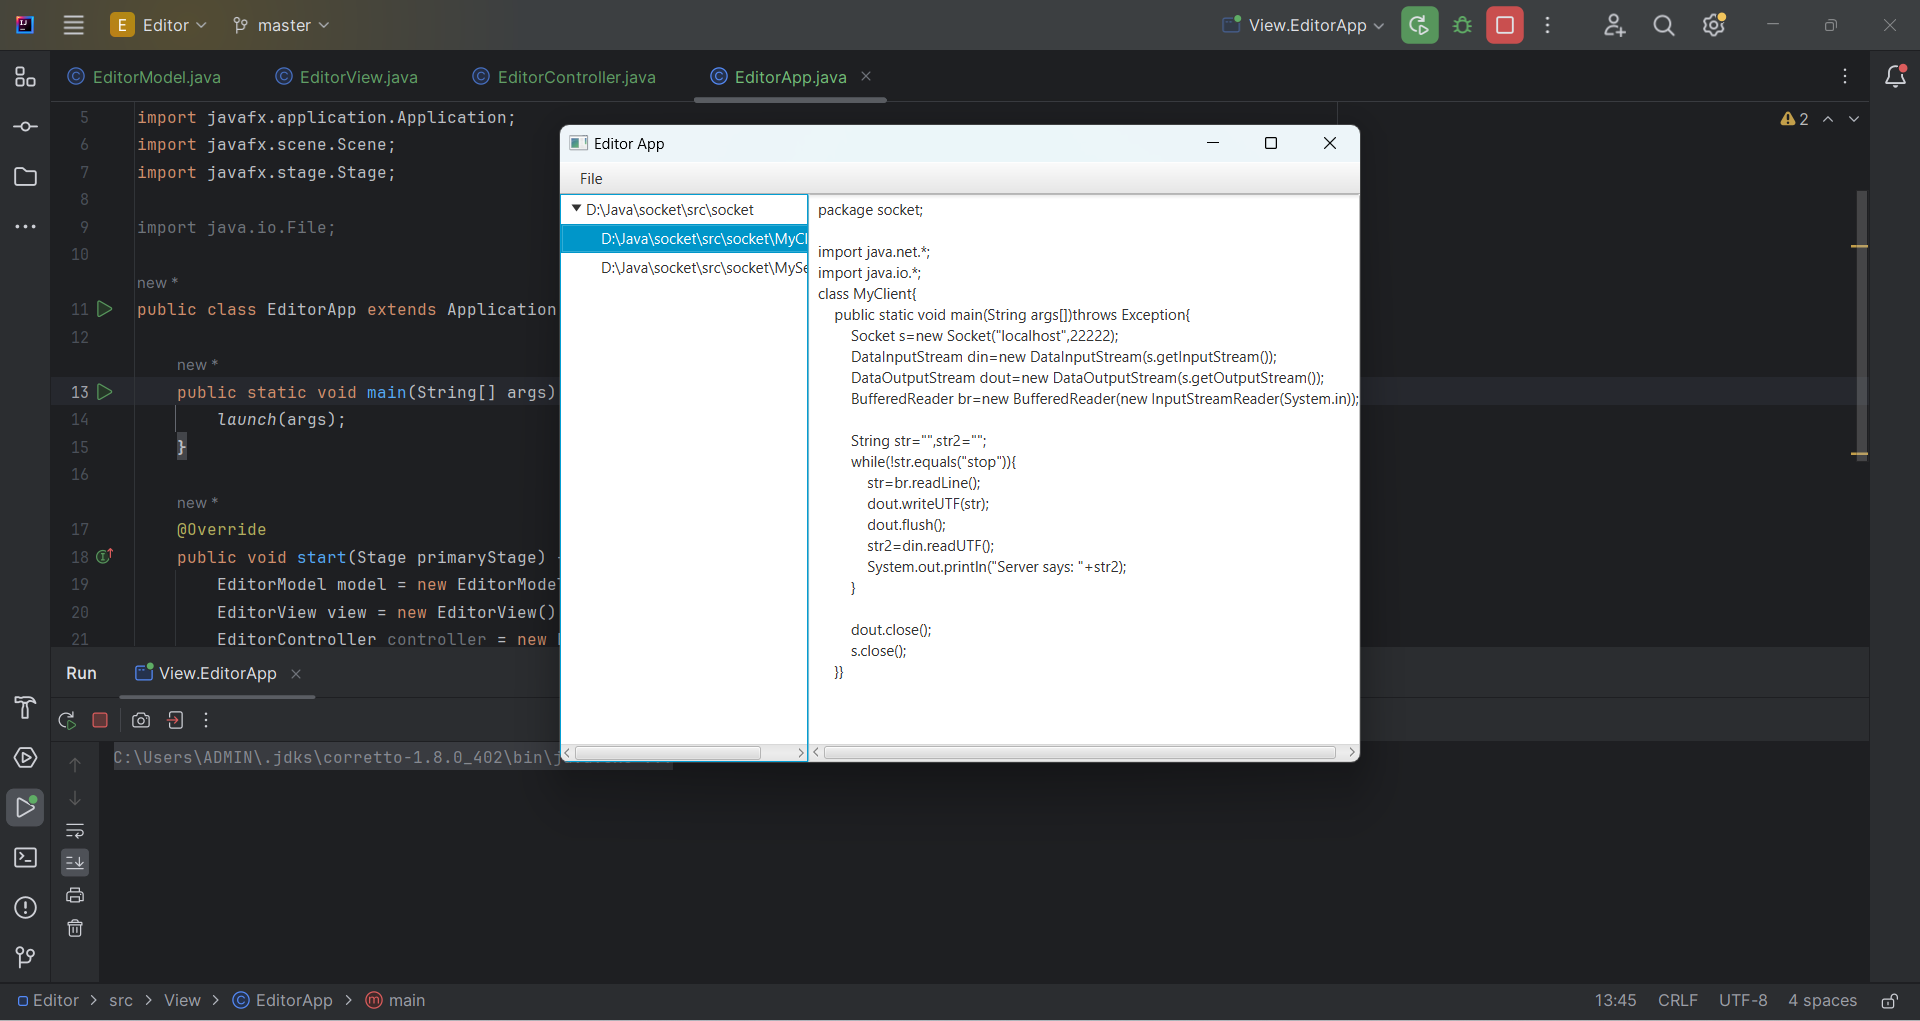 E Editor master View.EditorApp
EditorModel.java EditorView.java EditorController.java EditorApp.java
5 import javafx.application.Application;
6 import javafx.scene.Scene;
7 import javafx.stage.Stage;
8
9 import java.io.File;
10
new *
11 public class EditorApp extends Application
12
new *
13 public static void main(String[] args)
14 launch(args);
15 }
16
new *
17 @Override
18 public void start(Stage primaryStage)
19 EditorModel model = new EditorModel
20 EditorView view = new EditorView()
21 EditorController controller = new
2
Editor App
File
D:\Java\socket\src\socket
D:\Java\socket\src\socket\MyCl
D:\Java\socket\src\socket\MySe
package socket;
import java.net.*;
import java.io.*;
class MyClient{
public static void main(String args[])throws Exception{
Socket s=new Socket("localhost",22222);
DataInputStream din=new DataInputStream(s.getInputStream());
DataOutputStream dout=new DataOutputStream(s.getOutputStream());
BufferedReader br=new BufferedReader(new InputStreamReader(System.in));
String str="",str2="";
while(!str.equals("stop")){
str=br.readLine();
dout.writeUTF(str);
dout.flush();
str2=din.readUTF();
System.out.println("Server says: "+str2);
}
dout.close();
s.close();
}}
Run View.EditorApp
C:\Users\ADMIN\.jdks\corretto-1.8.0_402\bin\j
Editor > src > View > EditorApp > main
13:45 CRLF UTF-8 4 spaces